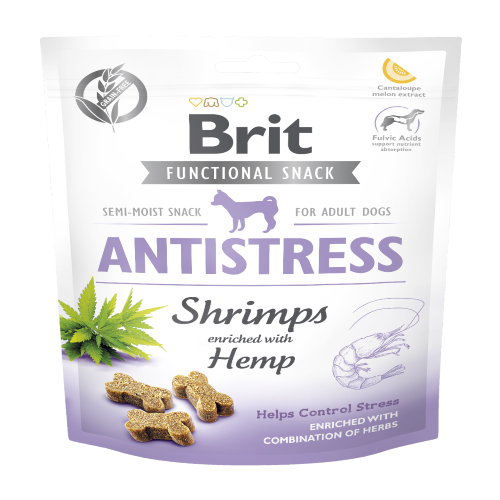 GRAIN-FREE
Cantaloupe
melon extract
Brit
Fulvic Acids
support nutrient
absorption
FUNCTIONAL SNACK
SEMI-MOIST SNACK
FOR ADULT DOGS
ANTISTRESS
Shrimps
enriched with
Hemp
Helps Control Stress
ENRICHED WITH
COMBINATION OF HERBS